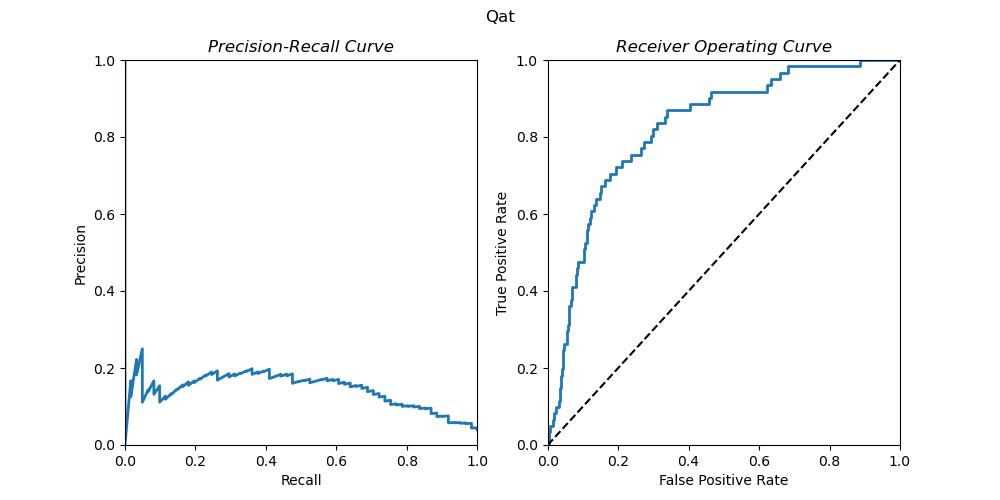 Qat
Precision-Recall Curve
1.0
0.8
0.6
0.4
0.2
0.0
Precision
0.0 0.2 0.4 0.6 0.8 1.0
Recall
Receiver Operating Curve
1.0
0.8
0.6
0.4
0.2
0.0
True Positive Rate
0.0 0.2 0.4 0.6 0.8 1.0
False Positive Rate